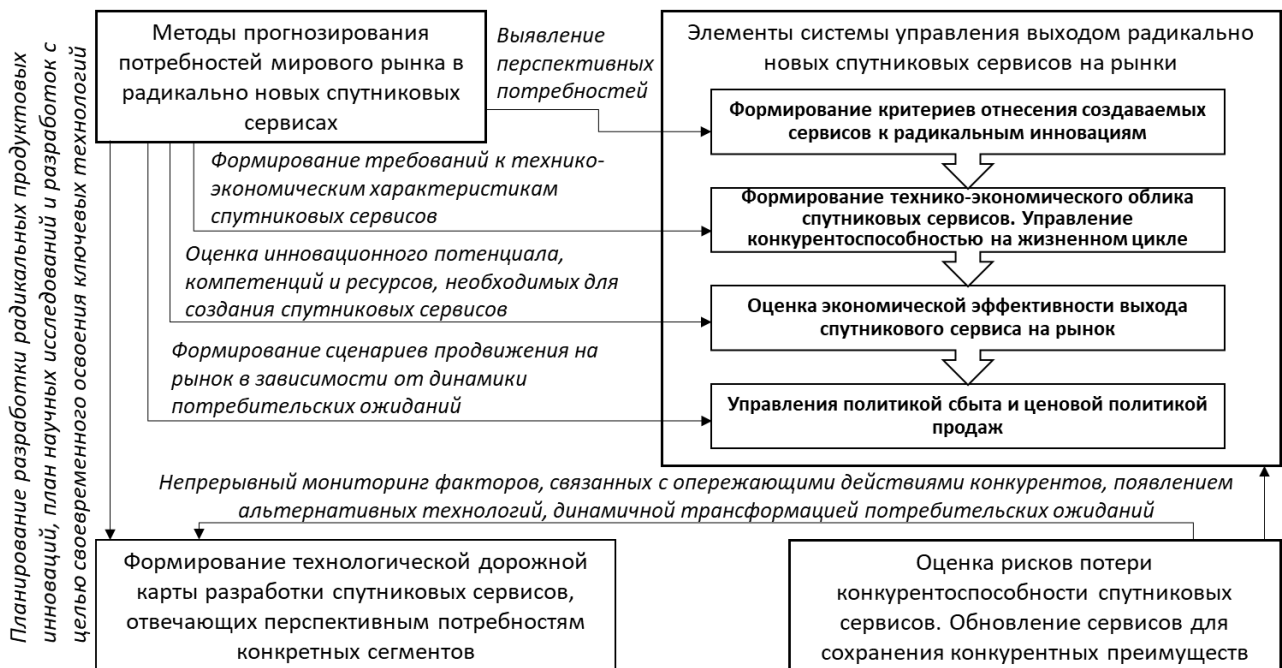 Планирование разработки радикальных продуктовых
инноваций, план научных исследований и разработок с
целью своевременного освоения ключевых технологий
Методы прогнозирования
потребностей мирового рынка в
радикально новых спутниковых
сервисах
Выявление
перспективных
потребностей
Формирование требований к технико-
экономическим характеристикам
спутниковых сервисов
Оценка инновационного потенциала,
компетенций и ресурсов, необходимых для
создания спутниковых сервисов
Формирование сценариев продвижения на
рынок в зависимости от динамики
потребительских ожиданий
Элементы системы управления выходом радикально
новых спутниковых сервисов на рынки
Формирование критериев отнесения создаваемых
сервисов к радикальным инновациям
Формирование технико-экономического облика
спутниковых сервисов. Управление
конкурентоспособностью на жизненном цикле
Оценка экономической эффективности выхода
спутникового сервиса на рынок
Управления политикой сбыта и ценовой политикой
продаж
Непрерывный мониторинг факторов, связанных с опережающими действиями конкурентов, появлением
альтернативных технологий, динамичной трансформацией потребительских ожиданий
Формирование технологической дорожной
карты разработки спутниковых сервисов,
отвечающих перспективным потребностям
конкретных сегментов
Оценка рисков потери
конкурентоспособности спутниковых
сервисов. Обновление сервисов для
сохранения конкурентных преимуществ